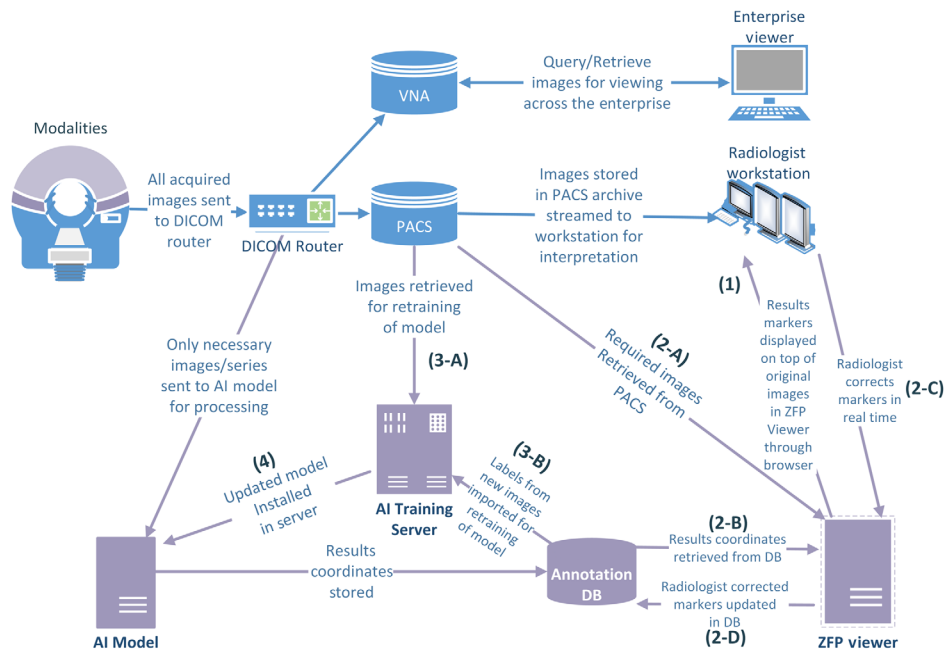 Enterprise
viewer
Query/Retrieve
images for viewing
across the enterprise
VNA
Modalities
All acquired
images sent
to DICOM
router
DICOM Router
PACS
Images stored
in PACS archive
streamed to
workstation for
interpretation
Radiologist
workstation
Images retrieved
for retraining
of model
(3-A)
(1)
Results
markers
displayed
on top of
original
images
in ZFP
Viewer
through
browser
Radiologist
corrects
markers in
real time
(2-C)
(2-A)
Required images
Retrieved from
PACS
Only necessary
images/series
sent to AI model
for processing
(4)
Updated model
Installed
in server
AI Training
Server
(3-B)
Labels from
new images
imported for
retraining
of model
(2-B)
Results coordinates
retrieved from DB
Results
coordinates
stored
Annotation
DB
Radiologist corrected
markers updated
in DB
(2-D)
AI Model
ZFP viewer